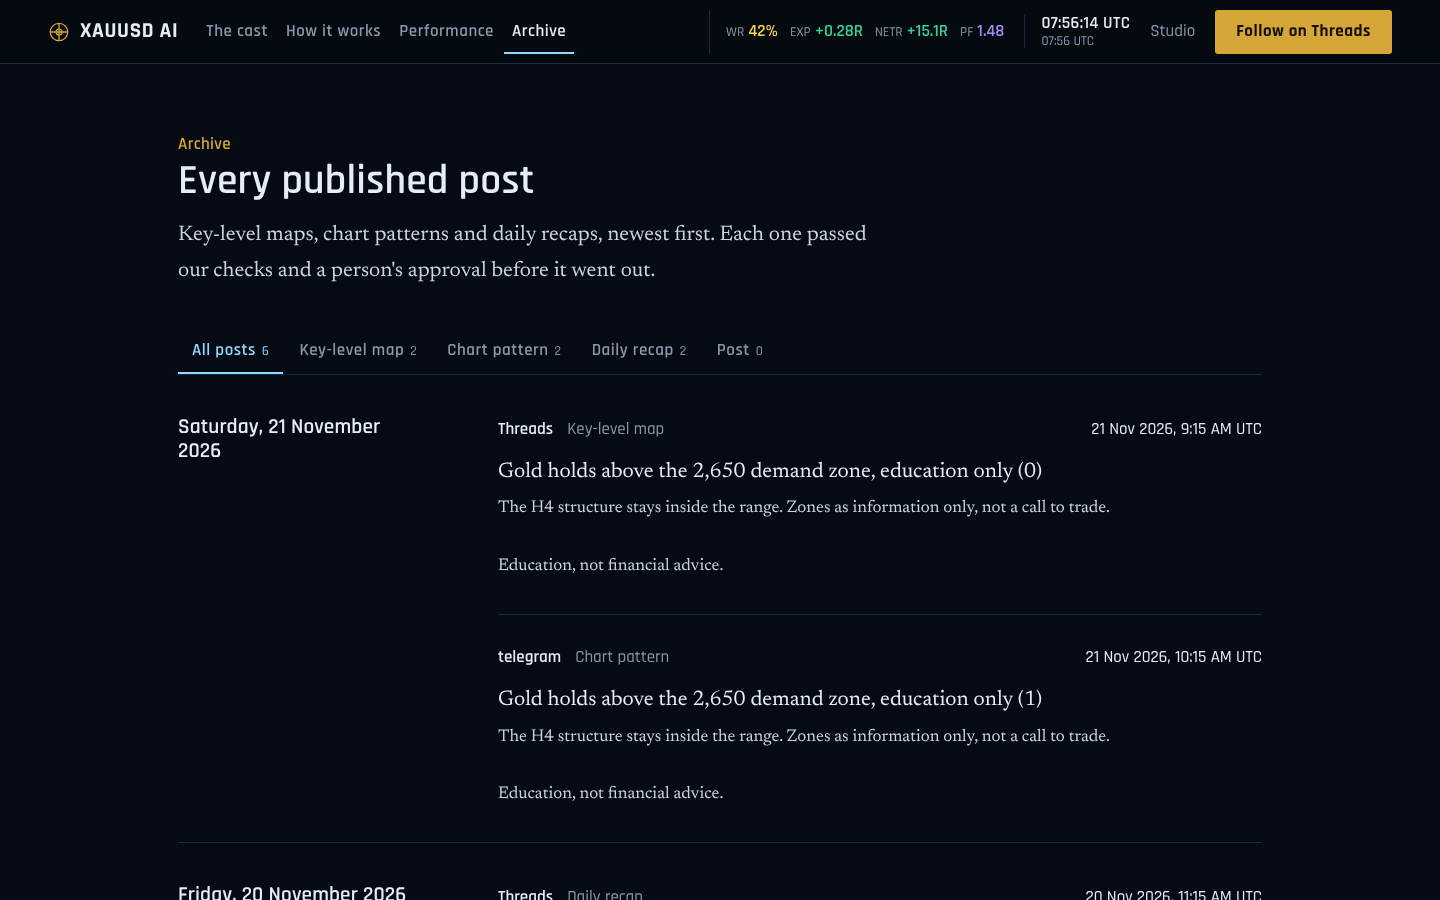 XAUUSD AI
The cast
How it works
Performance
Archive
WR 42% EXP +0.28R NETR +15.1R PF 1.48
07:56:14 UTC
07:56 UTC
Studio
Follow on Threads
Archive
Every published post
Key-level maps, chart patterns and daily recaps, newest first. Each one passed
our checks and a person's approval before it went out.
All posts 6
Key-level map 2
Chart pattern 2
Daily recap 2
Post 0
Saturday, 21 November
2026
Threads Key-level map 21 Nov 2026, 9:15 AM UTC
Gold holds above the 2,650 demand zone, education only (0)
The H4 structure stays inside the range. Zones as information only, not a call to trade.
Education, not financial advice.
telegram Chart pattern 21 Nov 2026, 10:15 AM UTC
Gold holds above the 2,650 demand zone, education only (1)
The H4 structure stays inside the range. Zones as information only, not a call to trade.
Education, not financial advice.
Friday, 20 November 2026
Threads Daily recap 20 Nov 2026, 11:15 AM UTC